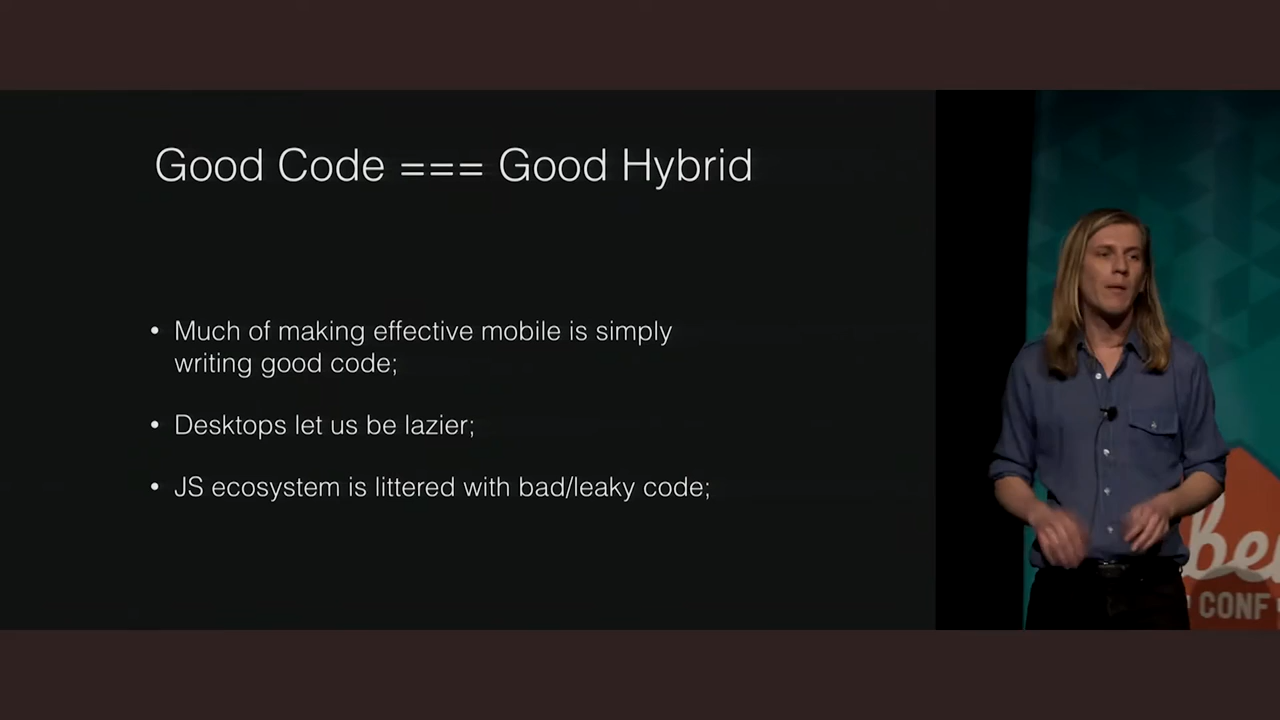 Good Code === Good Hybrid
• Much of making effective mobile is simply
writing good code;
• Desktops let us be lazier;
• JS ecosystem is littered with bad/leaky code;
CONF